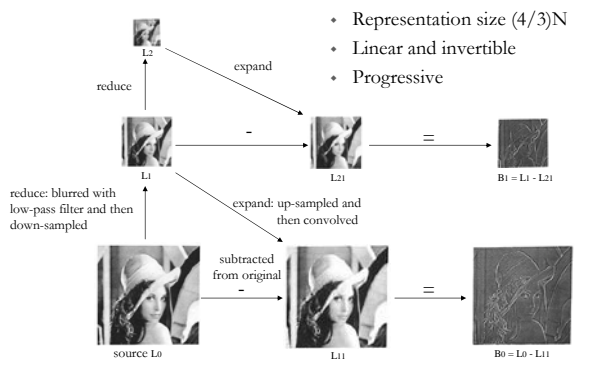 Representation size (4/3)N
Linear and invertible
Progressive
L2
expand
reduce
-
=
L1
L21
B1 = L1 - L21
reduce: blurred with
low-pass filter and then
down-sampled
expand: up-sampled and
then convolved
subtracted
from original
-
=
source L0
L11
B0 = L0 - L11